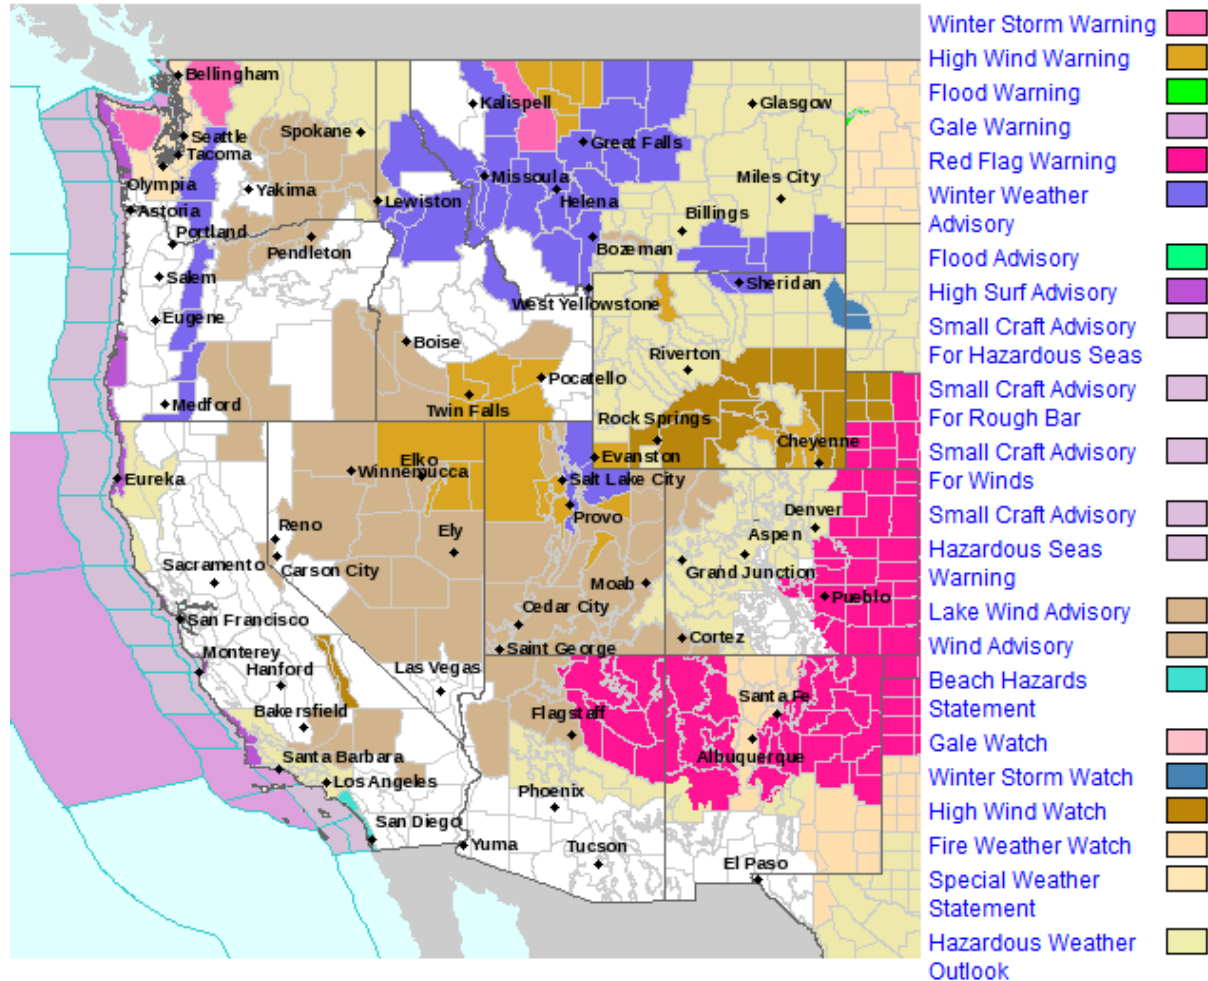 Bellingham
Kalispell
Glasgow
Spokane
Seattle
Great Falls
Tacoma
Missoula
Miles City
Olympia
Yakima
Lewiston
Helena
Astoria
Billings
Portland
Pendleton
Bozeman
Salem
West Yellowstone
Sheridan
Eugene
Boise
Riverton
Pocatello
Medford
Twin Falls
Rock Springs
Cheyenne
Elko
Evanston
Winnemucca
Eureka
Salt Lake City
Reno
Provo
Denver
Ely
Aspen
Sacramento
Carson City
Grand Junction
Moab
Pueblo
Cedar City
San Francisco
Cortez
Saint George
Monterey
Hanford
Las Vegas
Santa Fe
Bakersfield
Flagstaff
Santa Barbara
Albuquerque
Los Angeles
Phoenix
San Diego
Yuma
Tucson
El Paso
Winter Storm Warning
High Wind Warning
Flood Warning
Gale Warning
Red Flag Warning
Winter Weather
Advisory
Flood Advisory
High Surf Advisory
Small Craft Advisory
For Hazardous Seas
Small Craft Advisory
For Rough Bar
Small Craft Advisory
For Winds
Small Craft Advisory
Hazardous Seas
Warning
Lake Wind Advisory
Wind Advisory
Beach Hazards
Statement
Gale Watch
Winter Storm Watch
High Wind Watch
Fire Weather Watch
Special Weather
Statement
Hazardous Weather
Outlook